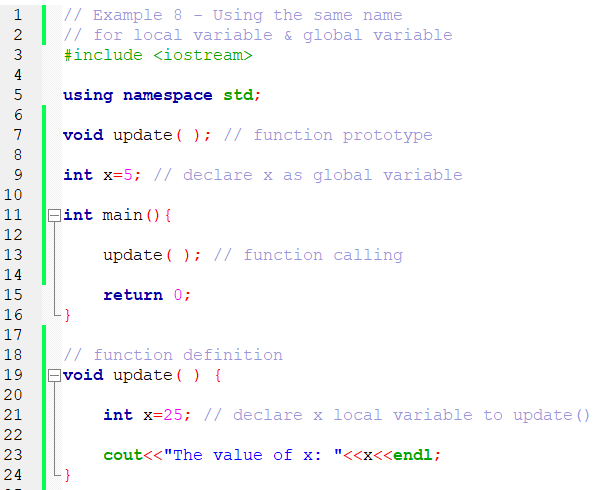 1 // Example 8 - Using the same name
2 // for local variable & global variable
3 #include <iostream>
4
5 using namespace std;
6
7 void update( ); // function prototype
8
9 int x=5; // declare x as global variable
10
11 int main(){
12
13 update( ); // function calling
14
15 return 0;
16 }
17
18 // function definition
19 void update( ) {
20
21 int x=25; // declare x local variable to update()
22
23 cout<<"The value of x: "<<x<<endl;
24 }